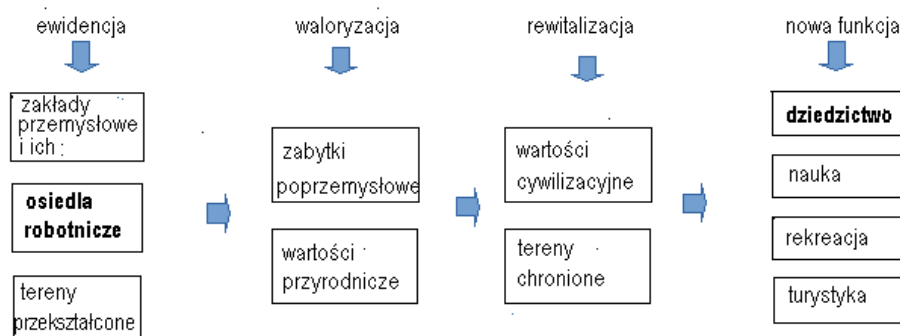 ewidencja
waloryzacja
rewitalizacja
nowa funkcja
zakłady
przemysłowe
i ich :
osiedla
robotnicze
tereny
przekształcone
zabytki
poprzemysłowe
wartości
przyrodnicze
wartości
cywilizacyjne
tereny
chronione
dziedzictwo
nauka
rekreacja
turystyka